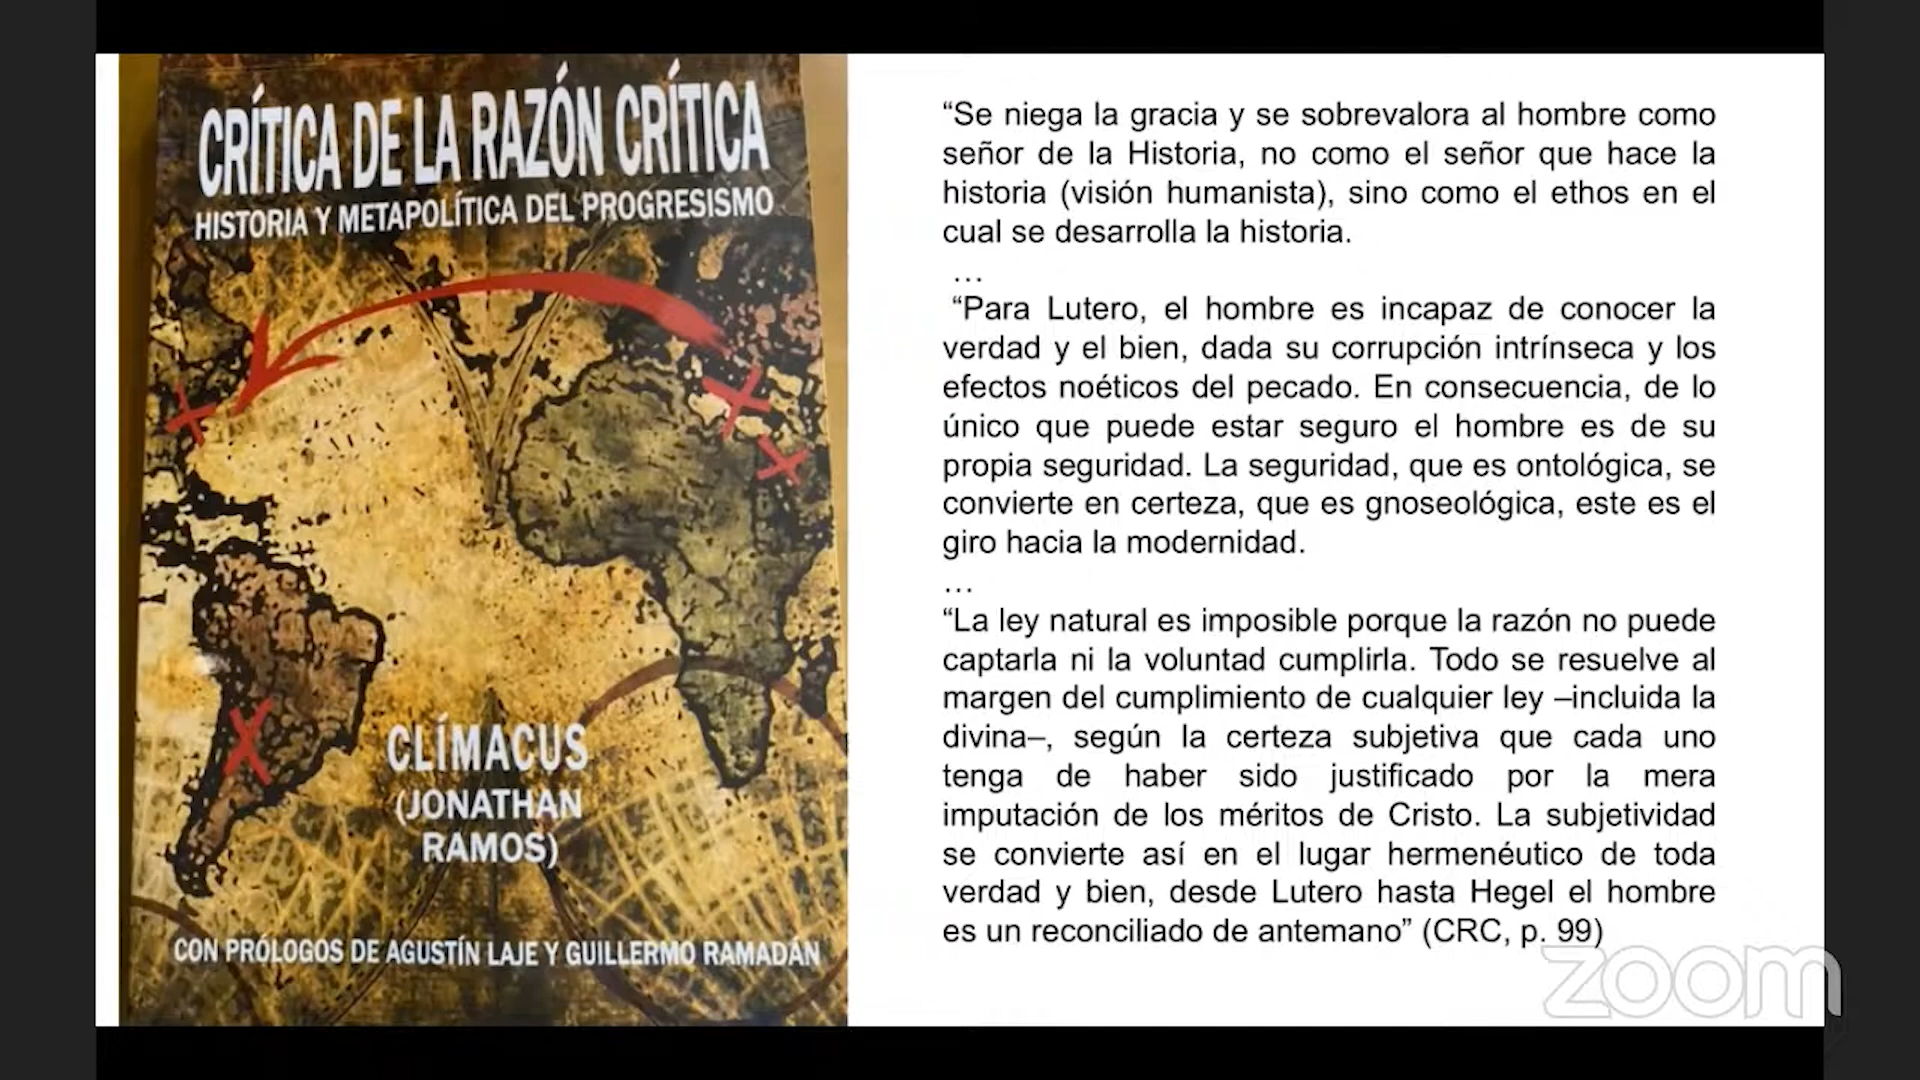 CRÍTICA DE LA RAZÓN CRÍTICA
HISTORIA Y METAPOLÍTICA DEL PROGRESISMO
CLÍMACUS
(JONATHAN
RAMOS)
CON PRÓLOGOS DE AGUSTÍN LAJE Y GUILLERMO RAMADÁN
“Se niega la gracia y se sobrevalora al hombre como
señor de la Historia, no como el señor que hace la
historia (visión humanista), sino como el ethos en el
cual se desarrolla la historia.
…
“Para Lutero, el hombre es incapaz de conocer la
verdad y el bien, dada su corrupción intrínseca y los
efectos noéticos del pecado. En consecuencia, de lo
único que puede estar seguro el hombre es de su
propia seguridad. La seguridad, que es ontológica, se
convierte en certeza, que es gnoseológica, este es el
giro hacia la modernidad.
…
“La ley natural es imposible porque la razón no puede
captarla ni la voluntad cumplirla. Todo se resuelve al
margen del cumplimiento de cualquier ley –incluida la
divina–, según la certeza subjetiva que cada uno
tenga de haber sido justificado por la mera
imputación de los méritos de Cristo. La subjetividad
se convierte así en el lugar hermenéutico de toda
verdad y bien, desde Lutero hasta Hegel el hombre
es un reconciliado de antemano” (CRC, p. 99)
zoom